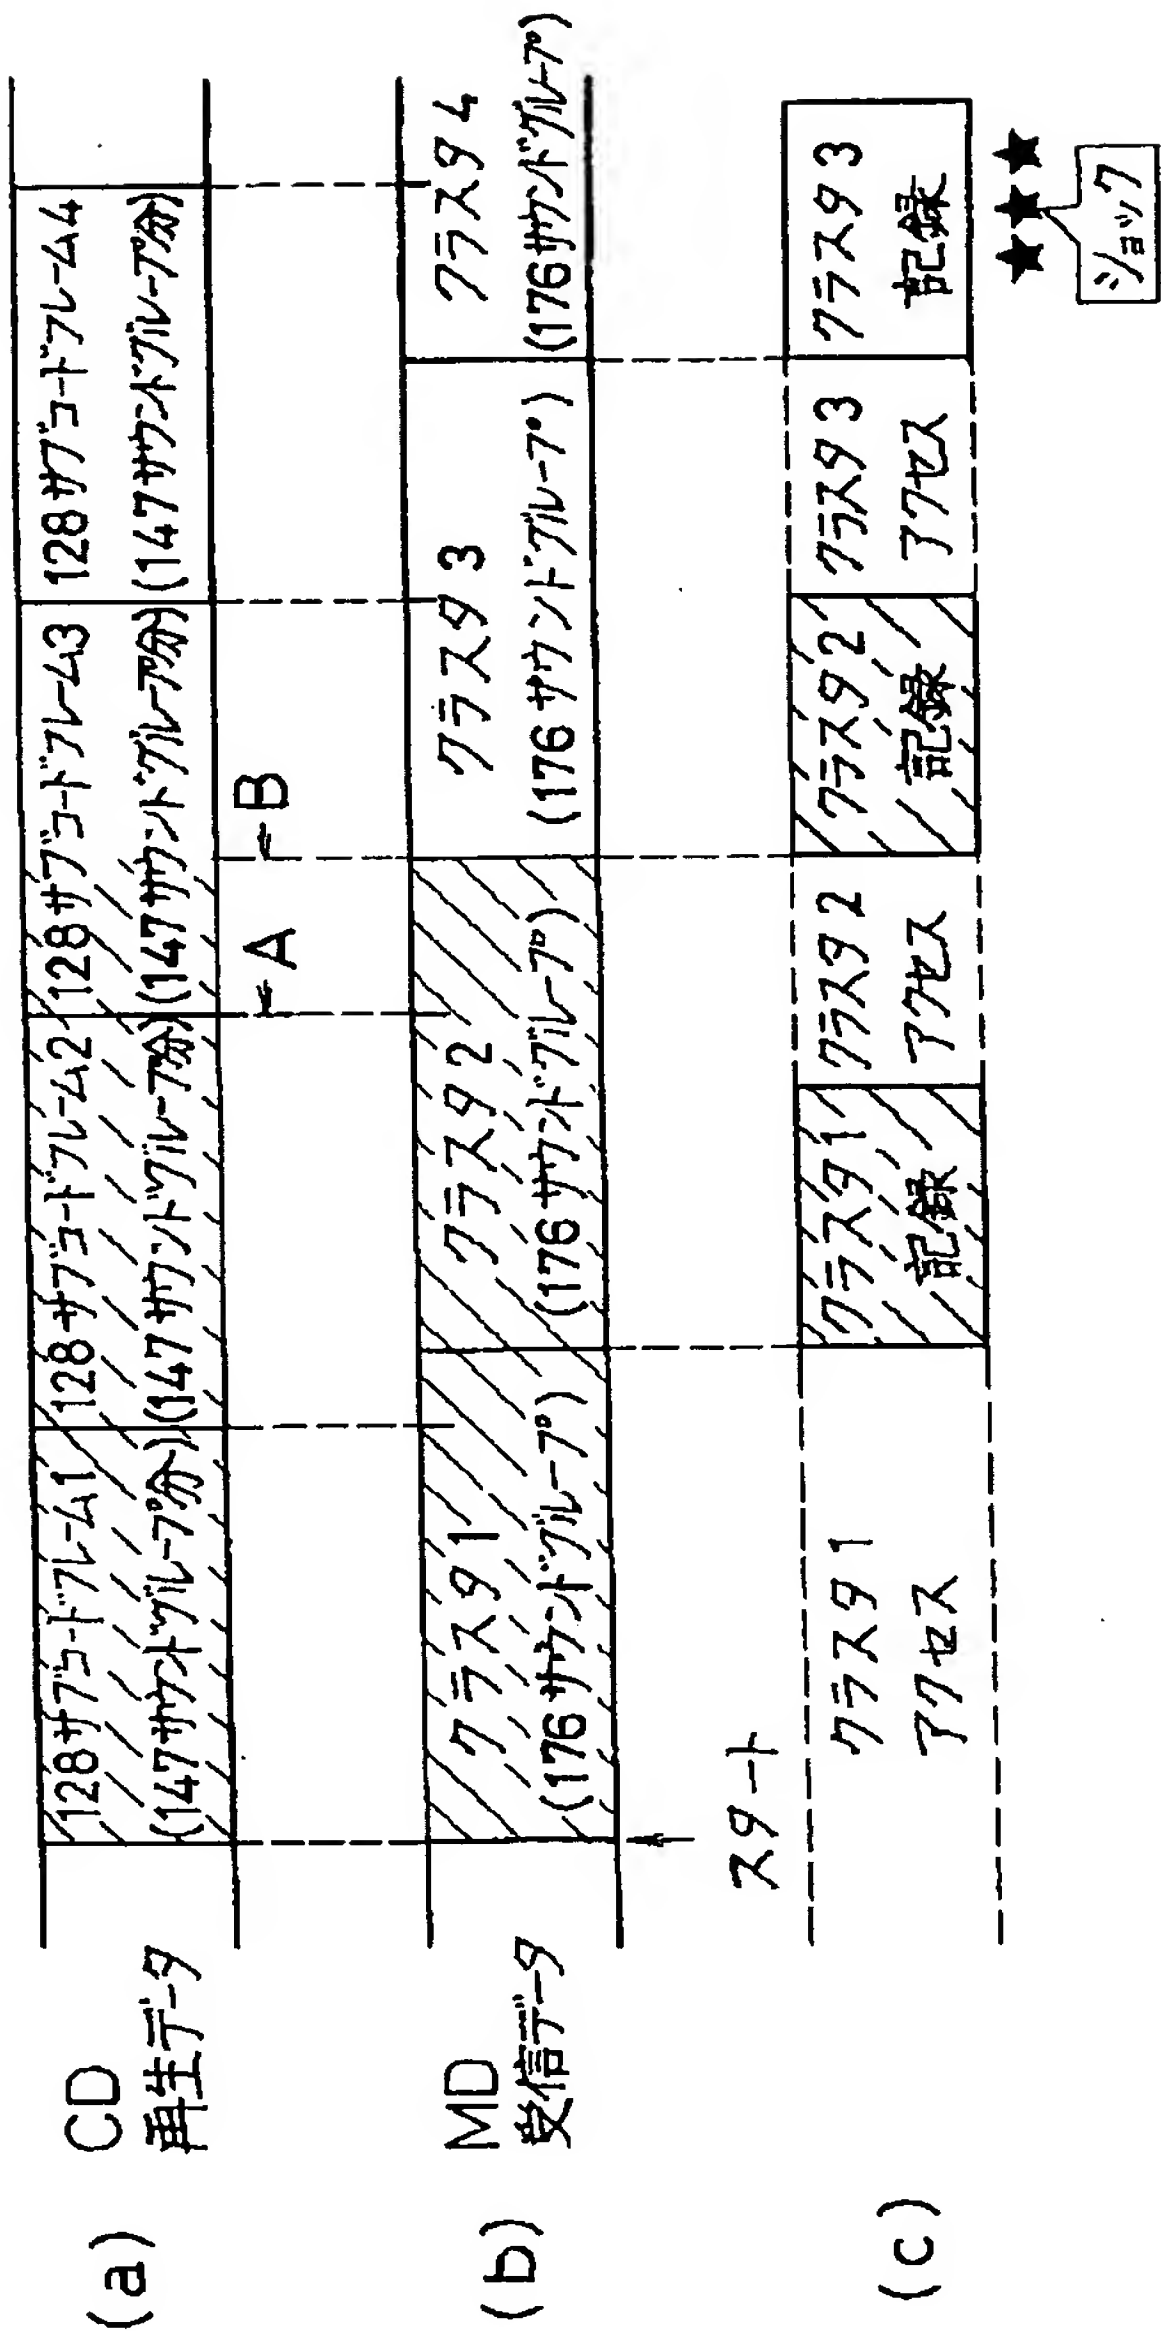 (a)
CD
再生データ
128サブコードフレーム1
(147サウンドグループ分)
128サブコードフレーム2
(147サウンドグループ分)
128サブコードフレーム3
(147サウンドグループ分)
128サブコードフレーム4
(147サウンドグループ分)
A
B
(b)
MD
受信データ
クラスタ1
(176サウンドグループ)
クラスタ2
(176サウンドグループ)
クラスタ3
(176サウンドグループ)
クラスタ4
(176サウンドグループ)
スタート
(c)
クラスタ1
アクセス
クラスタ1
記録
クラスタ2
アクセス
クラスタ2
記録
クラスタ3
アクセス
クラスタ3
記録
★★★
ショック